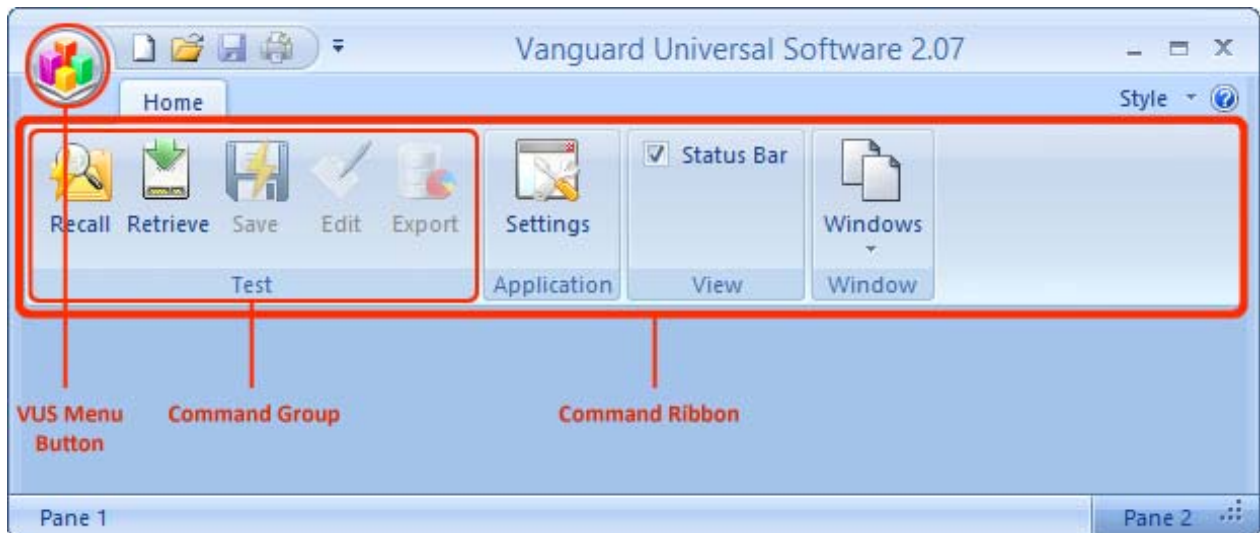 Vanguard Universal Software 2.07
Home
Style
Recall Retrieve Save Edit Export
Settings
Status Bar
Windows
Test
Application
View
Window
VUS Menu
Button
Command Group
Command Ribbon
Pane 1
Pane 2